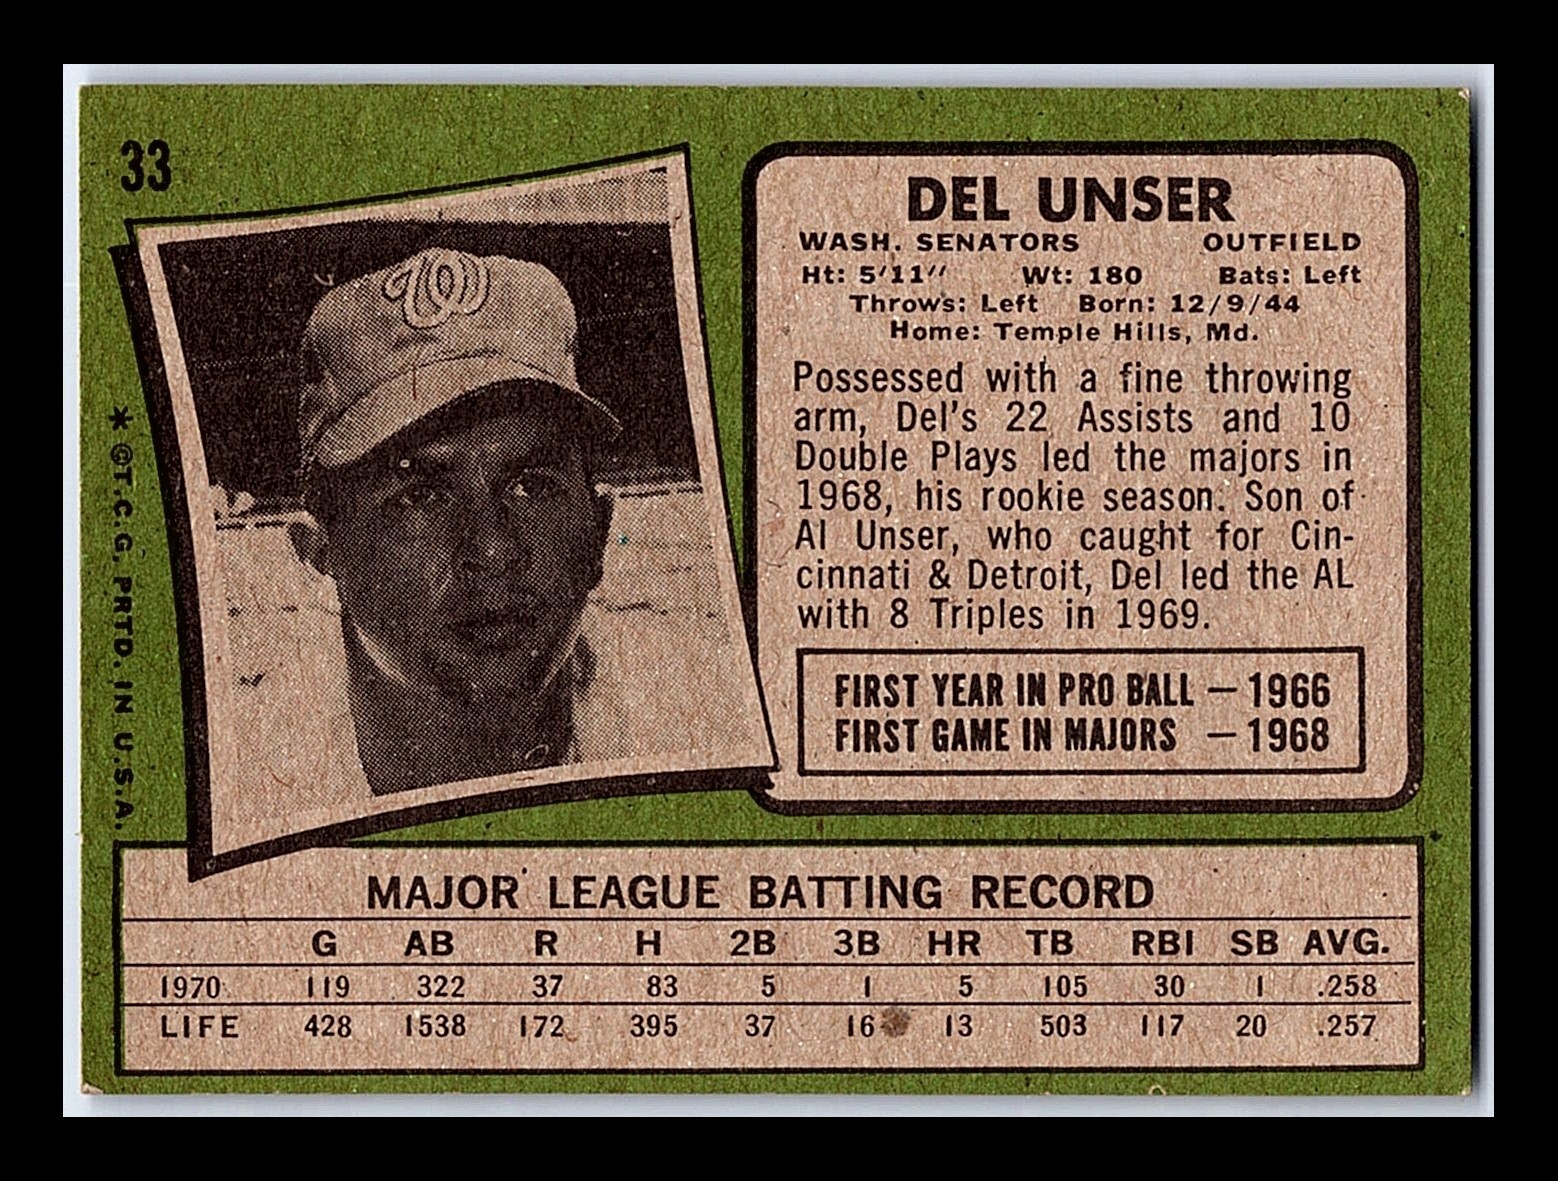 33
DEL UNSER
WASH. SENATORS OUTFIELD
Ht: 5'11" Wt: 180 Bats: Left
Throws: Left Born: 12/9/44
Home: Temple Hills, Md.
Possessed with a fine throwing
arm, Del's 22 Assists and 10
Double Plays led the majors in
1968, his rookie season. Son of
Al Unser, who caught for Cin-
cinnati & Detroit, Del led the AL
with 8 Triples in 1969.
FIRST YEAR IN PRO BALL — 1966
FIRST GAME IN MAJORS — 1968
W
* ©T.C.G. PRTD. IN U.S.A.
MAJOR LEAGUE BATTING RECORD
G AB R H 2B 3B HR TB RBI SB AVG.
1970 119 322 37 83 5 1 5 105 30 1 .258
LIFE 428 1538 172 395 37 16 13 503 117 20 .257